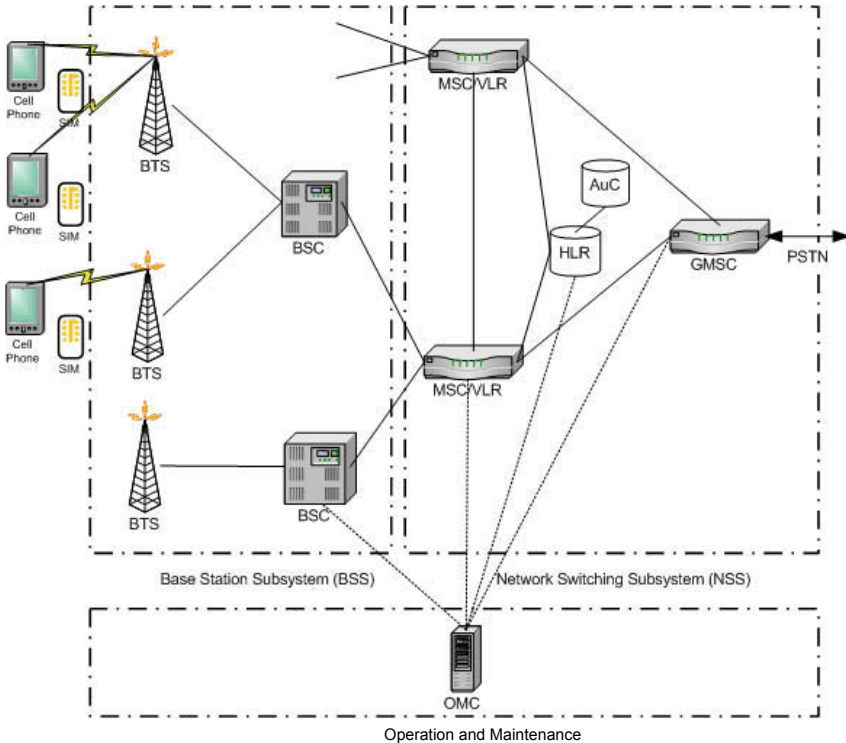 MSC/VLR
Cell
Phone
SIM
BTS
AuC
Cell
Phone
SIM
BSC
HLR
GMSC
PSTN
Cell
Phone
SIM
BTS
MSC/VLR
BTS
BSC
Base Station Subsystem (BSS)
Network Switching Subsystem (NSS)
OMC
Operation and Maintenance